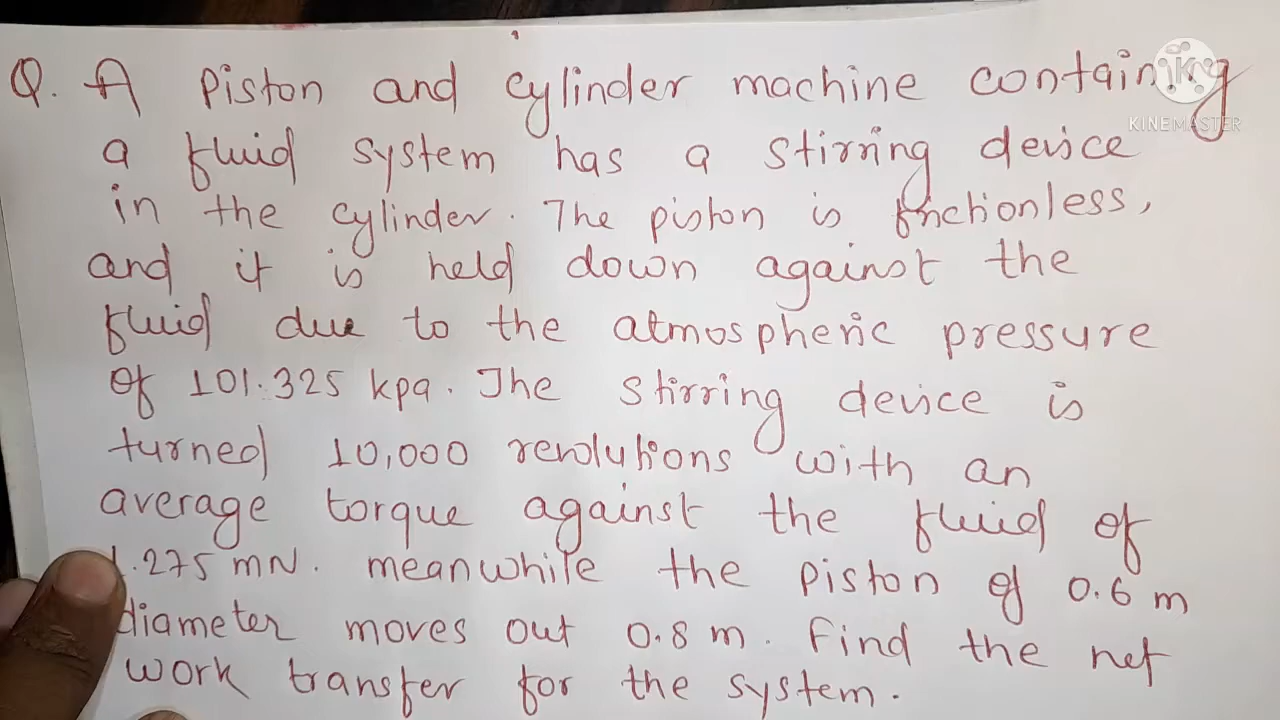 Q. A Piston and cylinder machine containing
a fluid system has a stirring device
in the cylinder. The piston is frictionless,
and it is held down against the
fluid due to the atmospheric pressure
of 101.325 kpa. The stirring device is
turned 10,000 revolutions with an
average torque against the fluid of
1.275 mN. meanwhile the piston of 0.6 m
diameter moves out 0.8 m. Find the net
work transfer for the system.
KINEMASTER